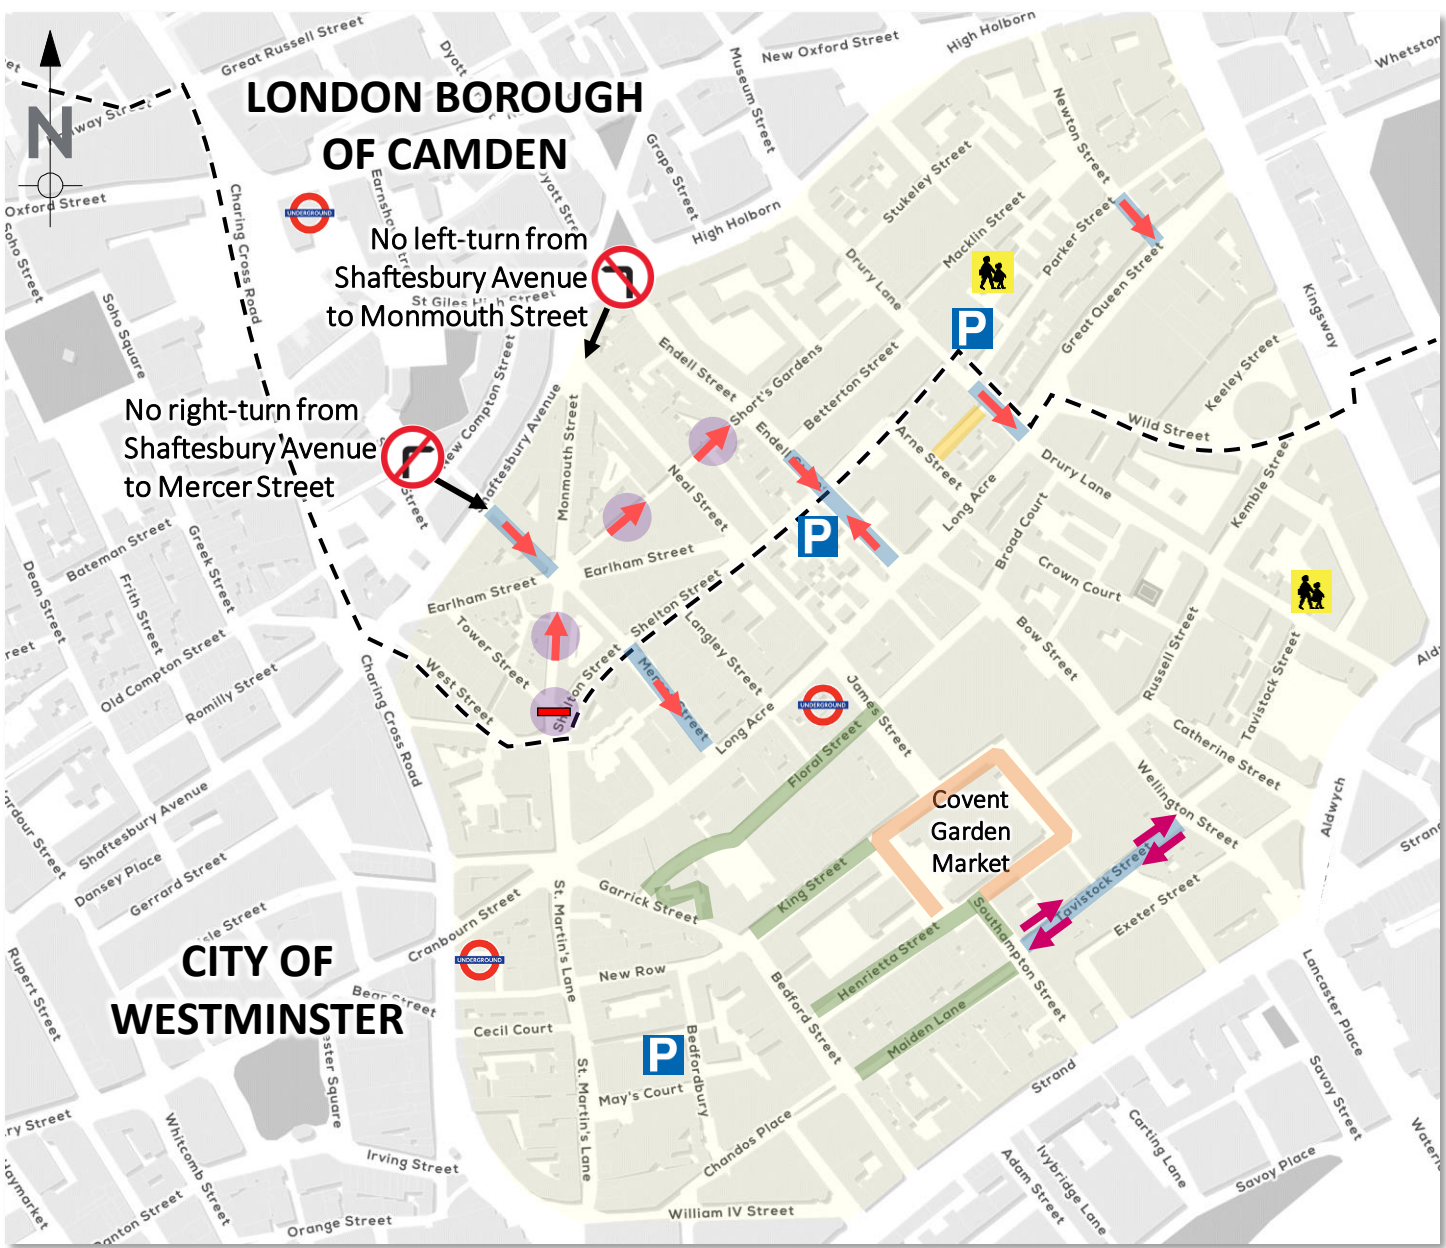 Great Russell Street
Dyott
Museum Street
New Oxford Street
High Holborn
Whetston
LONDON BOROUGH
OF CAMDEN
N
Oxford Street
Soho Street
Soho Square
Charing Cross Road
UNDERGROUND
Dyott Street
Grape Street
High Holborn
Newton Street
Stukeley Street
Macklin Street
Parker Street
Drury Lane
Great Queen Street
Kingsway
No left-turn from
Shaftesbury Avenue
to Monmouth Street
St Giles High Street
P
Endell Street
Short's Gardens
Betterton Street
Keeley Street
Wild Street
No right-turn from
Shaftesbury Avenue
to Mercer Street
New Compton Street
Shaftesbury Avenue
Monmouth Street
Neal Street
Arne Street
Long Acre
Drury Lane
Broad Court
Kemble Street
P
Bateman Street
Greek Street
Dean Street
Frith Street
Earlham Street
Earlham Street
Shelton Street
Crown Court
Bow Street
Russell Street
Tavistock Street
Old Compton Street
Romilly Street
Tower Street
West Street
Shelton Street
Mercer Street
Langley Street
Long Acre
UNDERGROUND
James Street
Floral Street
Charing Cross Road
Catherine Street
Wellington Street
Aldwych
Shaftesbury Avenue
Dansey Place
Gerrard Street
Covent
Garden
Market
King Street
Garrick Street
Cranbourn Street
St. Martin's Lane
Tavistock Street
Exeter Street
Southampton Street
Henrietta Street
Maiden Lane
Bedford Street
UNDERGROUND
CITY OF
WESTMINSTER
Rupert Street
Bear Street
New Row
Cecil Court
P
Bedfordbury
May's Court
St. Martin's Lane
Chandos Place
Strand
Lancaster Place
Savoy Street
Savoy Place
Carting Lane
Ivybridge Lane
Adam Street
Whitcomb Street
Irving Street
Orange Street
William IV Street